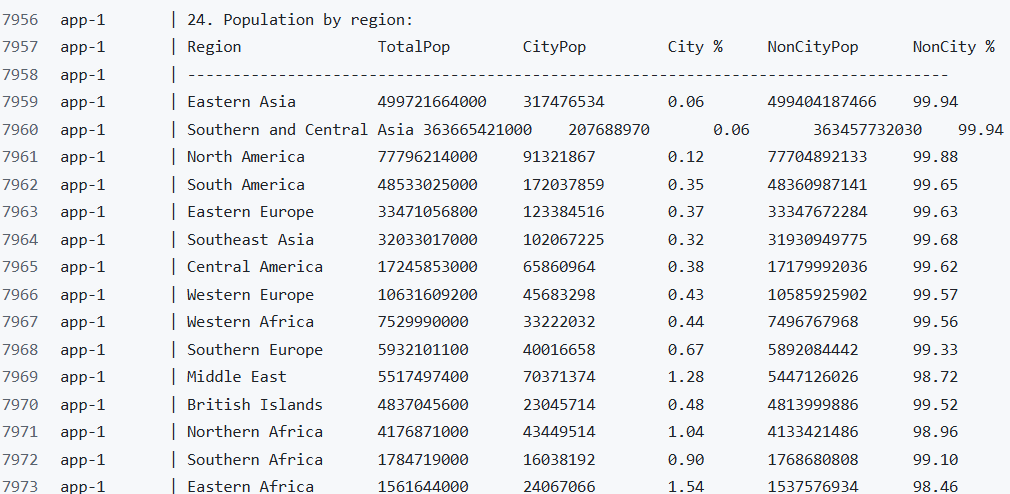 7956 app-1 | 24. Population by region:
7957 app-1 | Region TotalPop CityPop City % NonCityPop NonCity %
7958 app-1 | -------------------------------------------------------------------------------------
7959 app-1 | Eastern Asia 499721664000 317476534 0.06 499404187466 99.94
7960 app-1 | Southern and Central Asia 363665421000 207688970 0.06 363457732030 99.94
7961 app-1 | North America 77796214000 91321867 0.12 77704892133 99.88
7962 app-1 | South America 48533025000 172037859 0.35 48360987141 99.65
7963 app-1 | Eastern Europe 33471056800 123384516 0.37 33347672284 99.63
7964 app-1 | Southeast Asia 32033017000 102067225 0.32 31930949775 99.68
7965 app-1 | Central America 17245853000 65860964 0.38 17179992036 99.62
7966 app-1 | Western Europe 10631609200 45683298 0.43 10585925902 99.57
7967 app-1 | Western Africa 7529990000 33222032 0.44 7496767968 99.56
7968 app-1 | Southern Europe 5932101100 40016658 0.67 5892084442 99.33
7969 app-1 | Middle East 5517497400 70371374 1.28 5447126026 98.72
7970 app-1 | British Islands 4837045600 23045714 0.48 4813999886 99.52
7971 app-1 | Northern Africa 4176871000 43449514 1.04 4133421486 98.96
7972 app-1 | Southern Africa 1784719000 16038192 0.90 1768680808 99.10
7973 app-1 | Eastern Africa 1561644000 24067066 1.54 1537576934 98.46